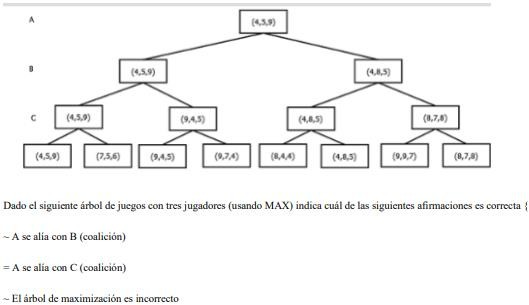 A
(4,5,9)
B
(4,5,9) (4,8,5)
C
(4,5,9) (9,4,5) (4,8,5) (8,7,8)
(4,5,9) (7,5,6) (9,4,5) (9,7,4) (8,4,4) (4,8,5) (9,9,7) (8,7,8)
Dado el siguiente árbol de juegos con tres jugadores (usando MAX) indica cuál de las siguientes afirmaciones es correcta {
~ A se alía con B (coalición)
= A se alía con C (coalición)
~ El árbol de maximización es incorrecto